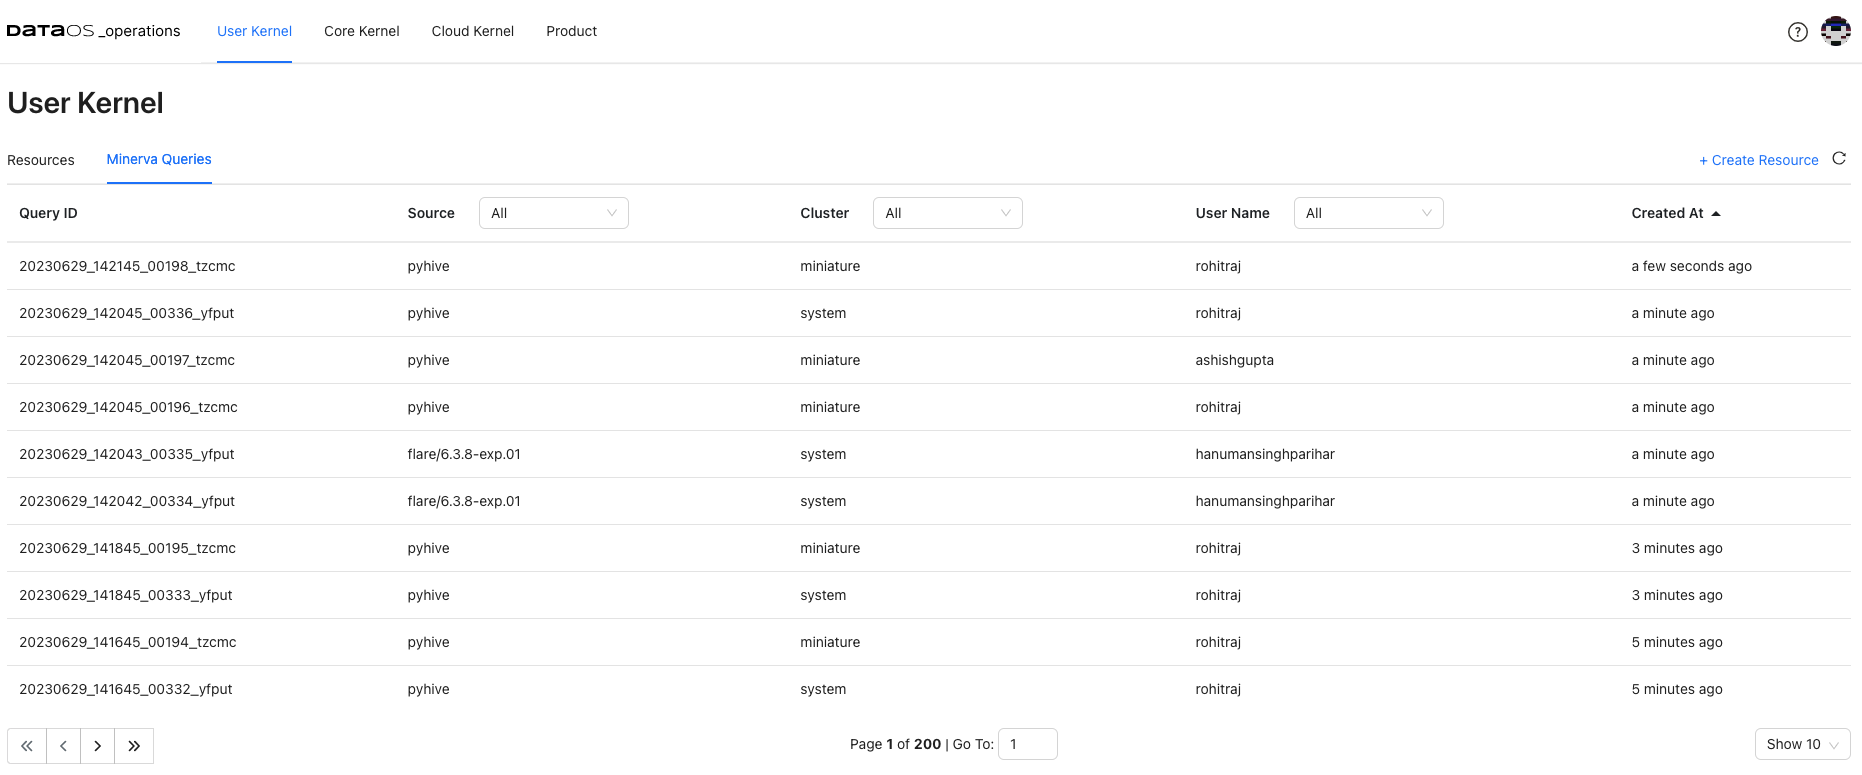 DATAOS _operations User Kernel Core Kernel Cloud Kernel Product ?
User Kernel
Resources Minerva Queries + Create Resource
Query ID Source All Cluster All User Name All Created At
20230629_142145_00198_tzcmc pyhive miniature rohitraj a few seconds ago
20230629_142045_00336_yfput pyhive system rohitraj a minute ago
20230629_142045_00197_tzcmc pyhive miniature ashishgupta a minute ago
20230629_142045_00196_tzcmc pyhive miniature rohitraj a minute ago
20230629_142043_00335_yfput flare/6.3.8-exp.01 system hanumansinghparihar a minute ago
20230629_142042_00334_yfput flare/6.3.8-exp.01 system hanumansinghparihar a minute ago
20230629_141845_00195_tzcmc pyhive miniature rohitraj 3 minutes ago
20230629_141845_00333_yfput pyhive system rohitraj 3 minutes ago
20230629_141645_00194_tzcmc pyhive miniature rohitraj 5 minutes ago
20230629_141645_00332_yfput pyhive system rohitraj 5 minutes ago
Page 1 of 200 | Go To: 1 Show 10